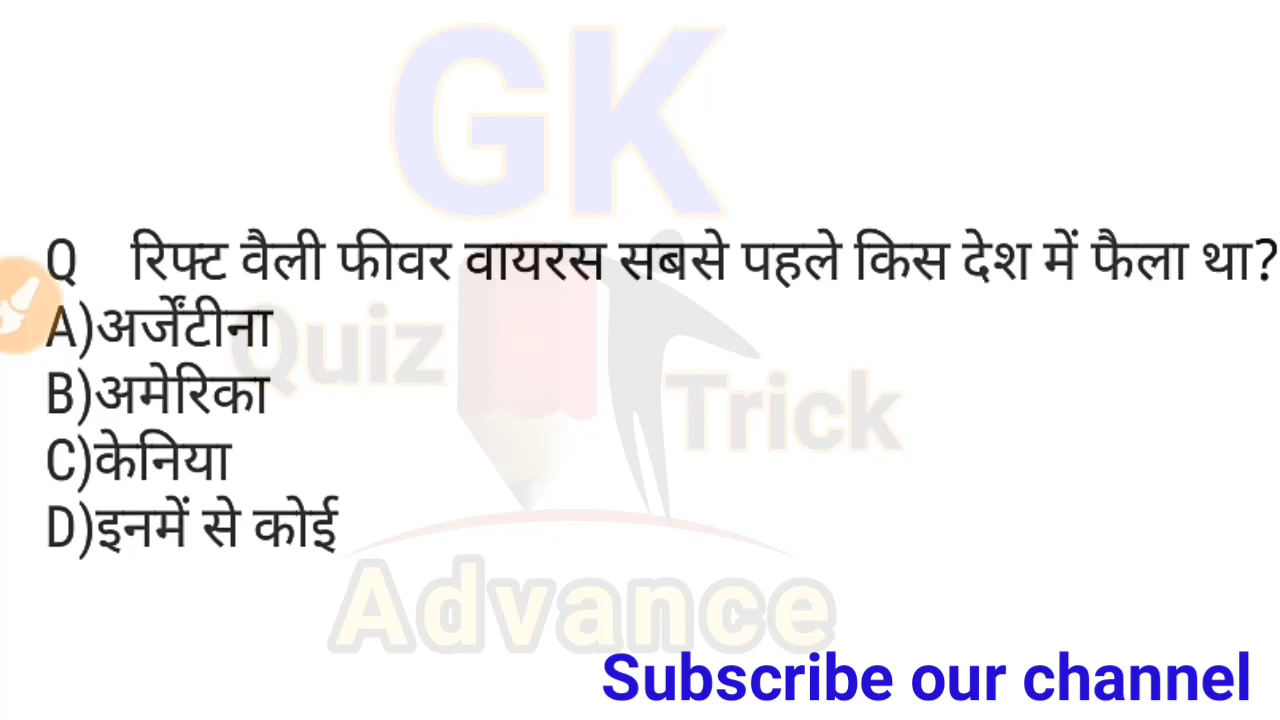 GK
Q रिफ्ट वैली फीवर वायरस सबसे पहले किस देश में फैला था?
A)अर्जेंटीना
Quiz
B)अमेरिका
Trick
C)केनिया
D)इनमें से कोई
Advance
Subscribe our channel